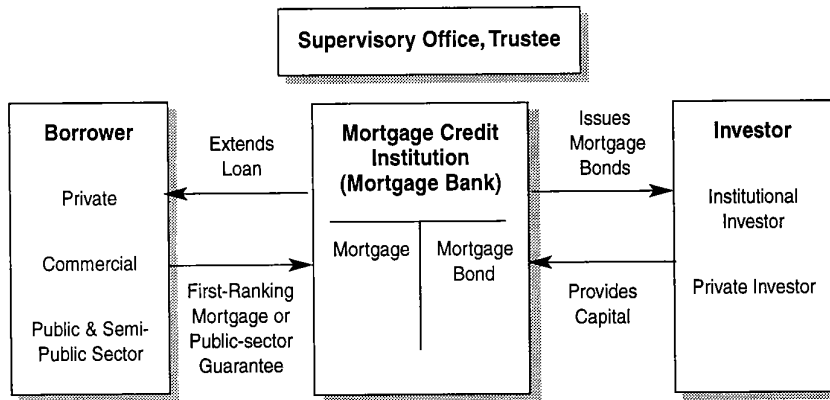 Supervisory Office, Trustee
Borrower
Private
Commercial
Public & Semi-
Public Sector
Extends
Loan
First-Ranking
Mortgage or
Public-sector
Guarantee
Mortgage Credit
Institution
(Mortgage Bank)
Mortgage
Mortgage
Bond
Issues
Mortgage
Bonds
Provides
Capital
Investor
Institutional
Investor
Private Investor